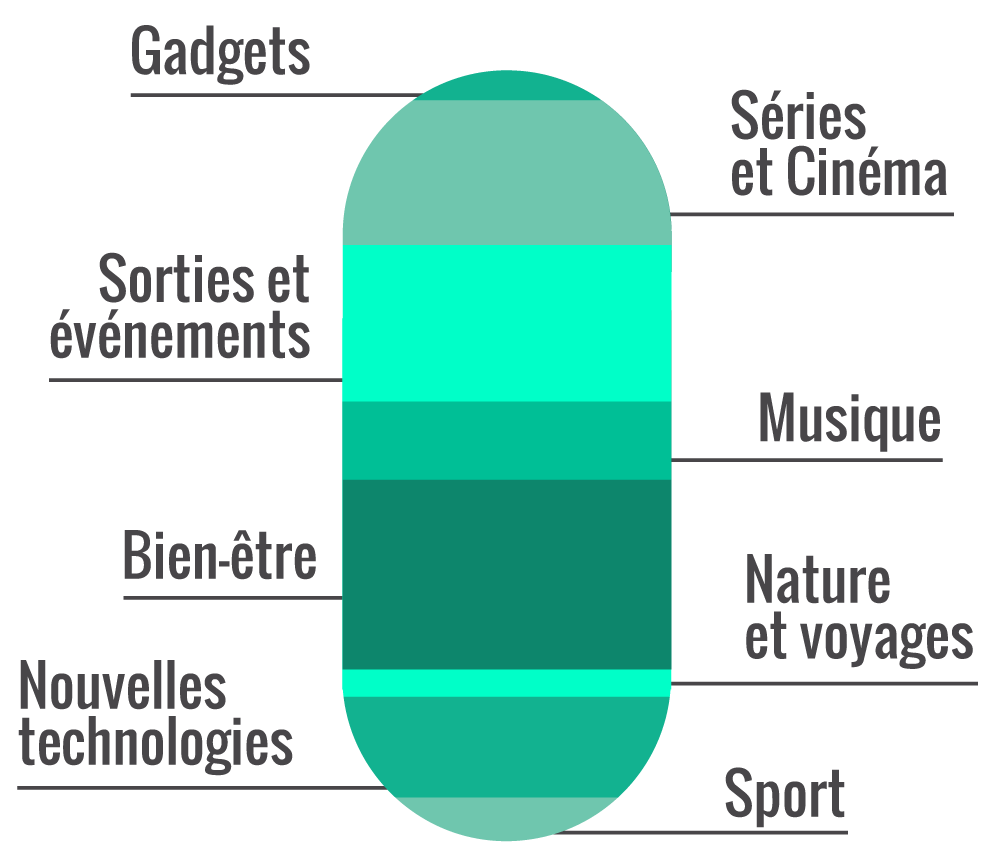 Gadgets
Séries
et Cinéma
Sorties et
événements
Musique
Bien-être
Nature
et voyages
Nouvelles
technologies
Sport